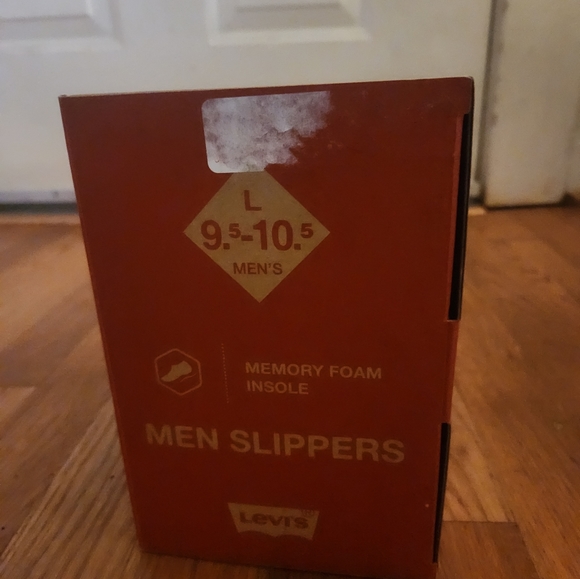 L
9.5-10.5
MEN'S
MEMORY FOAM
INSOLE
MEN SLIPPERS
Levi's